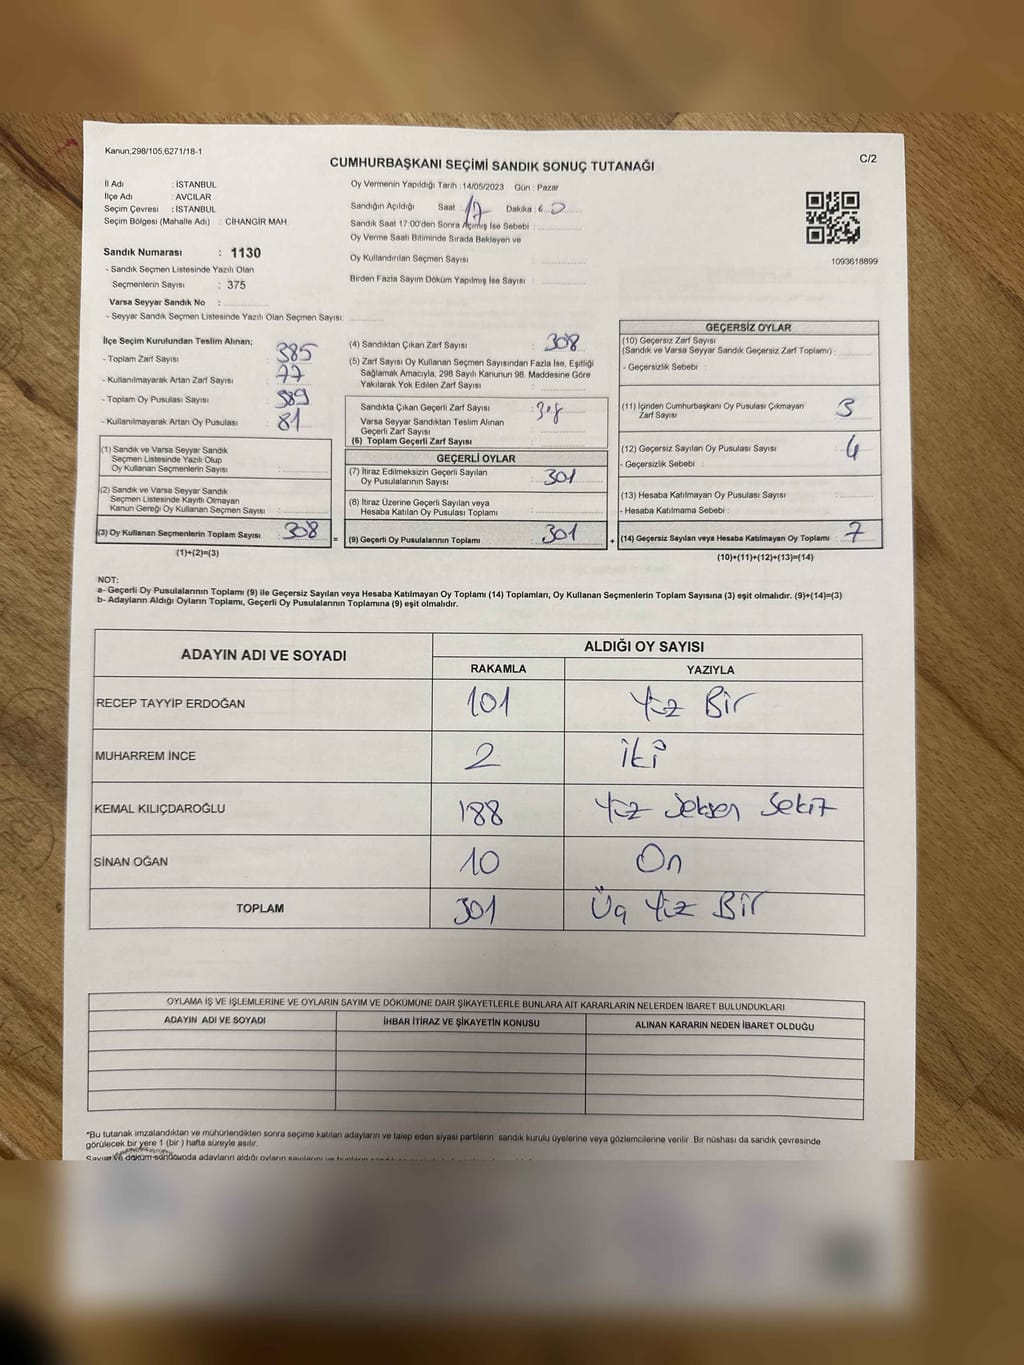 Kanun;298/105,6271/18-1
C/2
CUMHURBAŞKANI SEÇİMİ SANDIK SONUÇ TUTANAĞI
İl Adı : İSTANBUL
İlçe Adı : AVCILAR
Seçim Çevresi : İSTANBUL
Seçim Bölgesi (Mahalle Adı) : CİHANGİR MAH.
Oy Vermenin Yapıldığı Tarih : 14/05/2023 Gün : Pazar
Sandığın Açıldığı Saat : 17 Dakika :
Sandık Saat 17:00'den Sonra Açılmış İse Sebebi :
Oy Verme Saati Bitiminde Sırada Bekleyen ve
Oy Kullandırılan Seçmen Sayısı :
Birden Fazla Sayım Döküm Yapılmış İse Sayısı :
1093618899
Sandık Numarası : 1130
- Sandık Seçmen Listesinde Yazılı Olan
Seçmenlerin Sayısı : 375
Varsa Seyyar Sandık No :
- Seyyar Sandık Seçmen Listesinde Yazılı Olan Seçmen Sayısı:
İlçe Seçim Kurulundan Teslim Alınan;
- Toplam Zarf Sayısı : 385
- Kullanılmayarak Artan Zarf Sayısı : 77
- Toplam Oy Pusulası Sayısı : 389
- Kullanılmayarak Artan Oy Pusulası : 81
(1) Sandık ve Varsa Seyyar Sandık
Seçmen Listesinde Yazılı Olup
Oy Kullanan Seçmenlerin Sayısı :
(2) Sandık ve Varsa Seyyar Sandık
Seçmen Listesinde Kayıtlı Olmayan
Kanun Gereği Oy Kullanan Seçmen Sayısı :
(3) Oy Kullanan Seçmenlerin Toplam Sayısı : 308
(1)+(2)=(3)
(4) Sandıktan Çıkan Zarf Sayısı : 308
(5) Zarf Sayısı Oy Kullanan Seçmen Sayısından Fazla İse, Eşitliği
Sağlamak Amacıyla, 298 Sayılı Kanunun 98. Maddesine Göre
Yakılarak Yok Edilen Zarf Sayısı :
Sandıkta Çıkan Geçerli Zarf Sayısı : 308
Varsa Seyyar Sandıktan Teslim Alınan
Geçerli Zarf Sayısı :
(6) Toplam Geçerli Zarf Sayısı :
GEÇERLİ OYLAR
(7) İtiraz Edilmeksizin Geçerli Sayılan
Oy Pusulalarının Sayısı : 301
(8) İtiraz Üzerine Geçerli Sayılan veya
Hesaba Katılan Oy Pusulası Toplamı :
= (9) Geçerli Oy Pusulalarının Toplamı : 301
GEÇERSİZ OYLAR
(10) Geçersiz Zarf Sayısı
(Sandık ve Varsa Seyyar Sandık Geçersiz Zarf Toplamı) :
- Geçersizlik Sebebi :
(11) İçinden Cumhurbaşkanı Oy Pusulası Çıkmayan
Zarf Sayısı : 3
(12) Geçersiz Sayılan Oy Pusulası Sayısı : 4
- Geçersizlik Sebebi :
(13) Hesaba Katılmayan Oy Pusulası Sayısı :
- Hesaba Katılmama Sebebi :
+ (14) Geçersiz Sayılan veya Hesaba Katılmayan Oy Toplamı : 7
(10)+(11)+(12)+(13)=(14)
NOT:
a- Geçerli Oy Pusulalarının Toplamı (9) ile Geçersiz Sayılan veya Hesaba Katılmayan Oy Toplamı (14) Toplamları, Oy Kullanan Seçmenlerin Toplam Sayısına (3) eşit olmalıdır. (9)+(14)=(3)
b- Adayların Aldığı Oyların Toplamı, Geçerli Oy Pusulalarının Toplamına (9) eşit olmalıdır.
ADAYIN ADI VE SOYADI
ALDIĞI OY SAYISI
RAKAMLA YAZIYLA
RECEP TAYYİP ERDOĞAN 101 Yüz Bir
MUHARREM İNCE 2 İki
KEMAL KILIÇDAROĞLU 188 Yüz Seksen Sekiz
SİNAN OĞAN 10 On
TOPLAM 301 Üç Yüz Bir
OYLAMA İŞ VE İŞLEMLERİNE VE OYLARIN SAYIM VE DÖKÜMÜNE DAİR ŞİKAYETLERLE BUNLARA AİT KARARLARIN NELERDEN İBARET BULUNDUKLARI
ADAYIN ADI VE SOYADI İHBAR İTİRAZ VE ŞİKAYETİN KONUSU ALINAN KARARIN NEDEN İBARET OLDUĞU
*Bu tutanak imzalandıktan ve mühürlendikten sonra seçime katılan adayların ve talep eden siyasi partilerin sandık kurulu üyelerine veya gözlemcilerine verilir. Bir nüshası da sandık çevresinde
görülecek bir yere 1 (bir) hafta süreyle asılır.
Sayım ve döküm sonucunda adayların aldığı oyların sayılarını